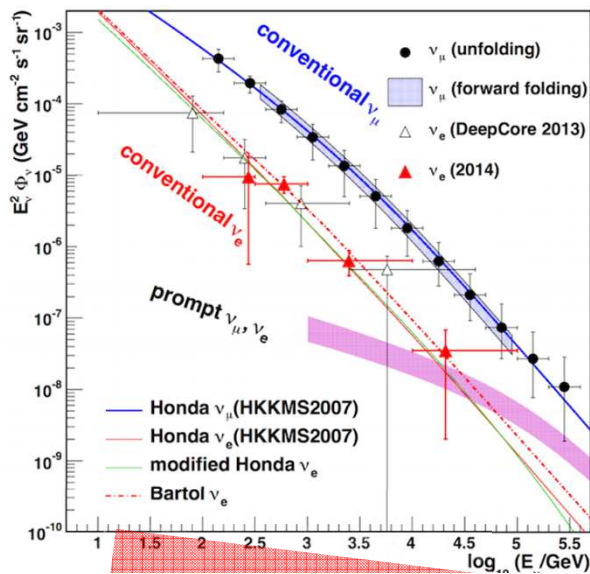 E²ν Φν (GeV cm⁻² s⁻¹ sr⁻¹)
10⁻³
10⁻⁴
10⁻⁵
10⁻⁶
10⁻⁷
10⁻⁸
10⁻⁹
10⁻¹⁰
conventional νμ
conventional νe
prompt νμ, νe
νμ (unfolding)
νμ (forward folding)
νe (DeepCore 2013)
νe (2014)
Honda νμ(HKKMS2007)
Honda νe(HKKMS2007)
modified Honda νe
Bartol νe
1 1.5 2 2.5 3 3.5 4 4.5 5 5.5
log₁₀ (E /GeV)